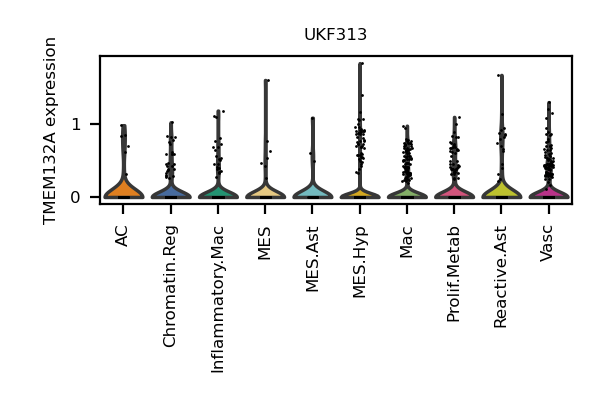 UKF313
TMEM132A expression
1
0
AC
Chromatin.Reg
Inflammatory.Mac
MES
MES.Ast
MES.Hyp
Mac
Prolif.Metab
Reactive.Ast
Vasc